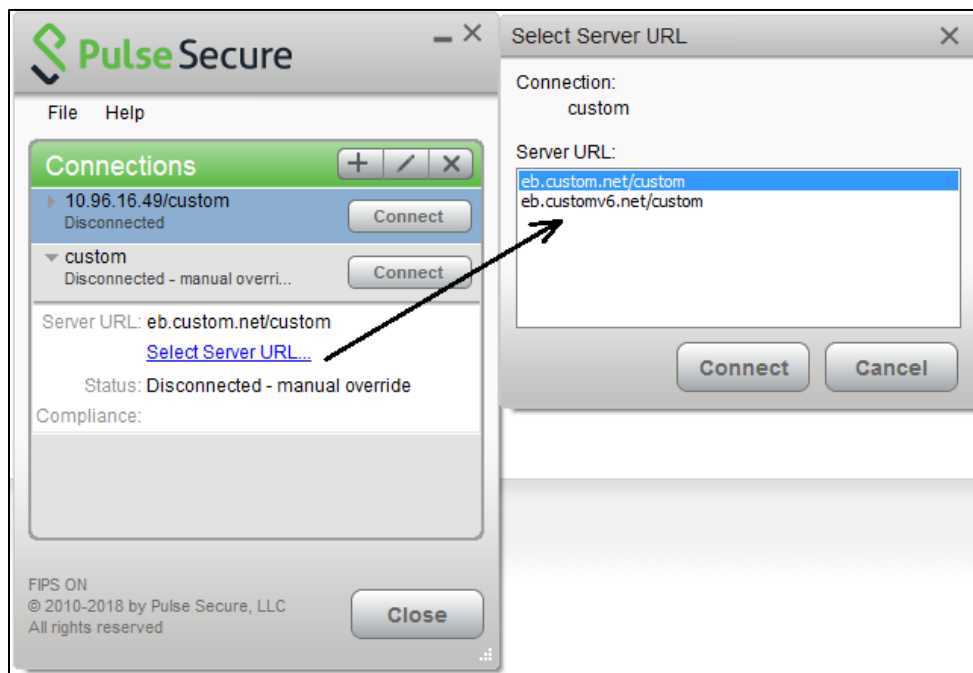 Pulse Secure
File Help
Connections
10.96.16.49/custom
Disconnected
Connect
custom
Disconnected - manual overri...
Connect
Server URL: eb.custom.net/custom
Select Server URL...
Status: Disconnected - manual override
Compliance:
FIPS ON
© 2010-2018 by Pulse Secure, LLC
All rights reserved
Close
Select Server URL
Connection:
custom
Server URL:
eb.custom.net/custom
eb.customv6.net/custom
Connect Cancel